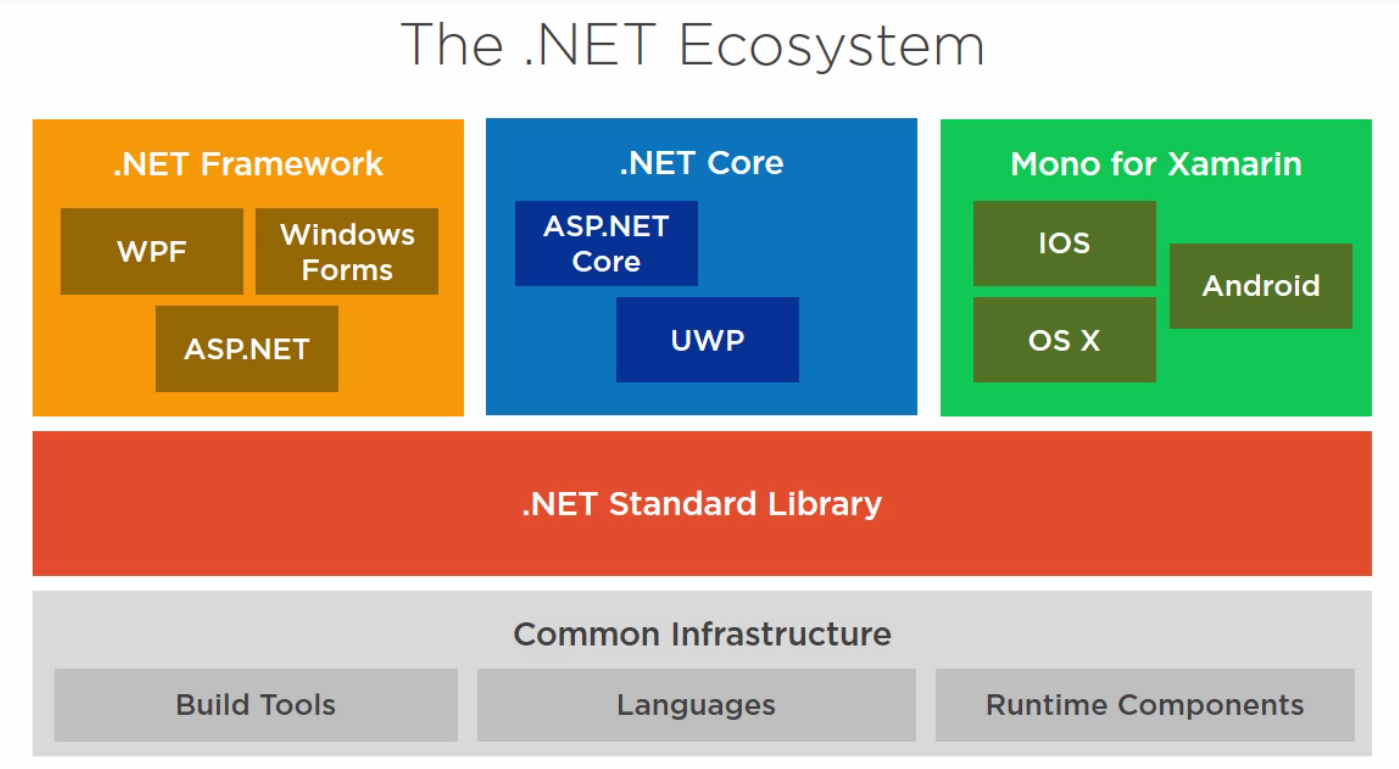 The .NET Ecosystem
.NET Framework
WPF
Windows
Forms
ASP.NET
.NET Core
ASP.NET
Core
UWP
Mono for Xamarin
IOS
Android
OS X
.NET Standard Library
Common Infrastructure
Build Tools
Languages
Runtime Components